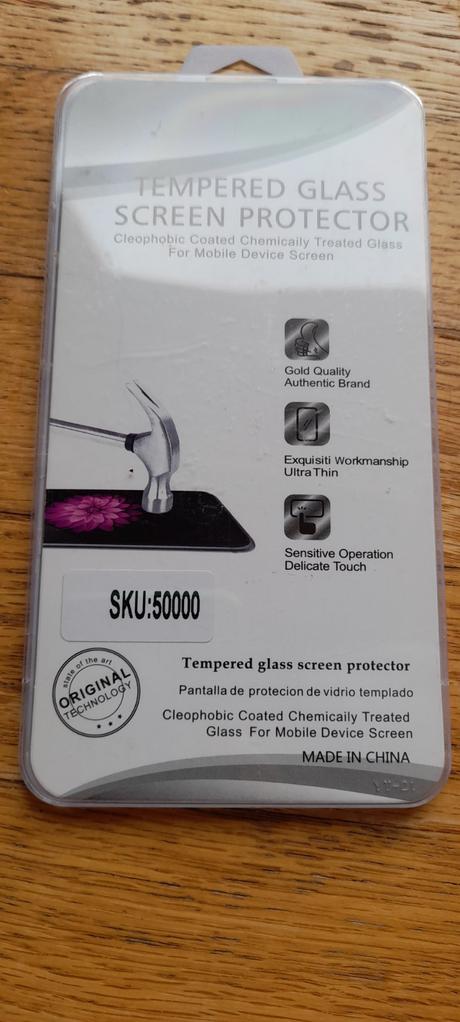 TEMPERED GLASS
SCREEN PROTECTOR
Cleophobic Coated Chemically Treated Glass
For Mobile Device Screen
Gold Quality
Authentic Brand
Exquisiti Workmanship
Ultra Thin
Sensitive Operation
Delicate Touch
SKU:50000
state of the art
ORIGINAL
TECHNOLOGY
Tempered glass screen protector
Pantalla de protecion de vidrio templado
Cleophobic Coated Chemically Treated
Glass For Mobile Device Screen
MADE IN CHINA